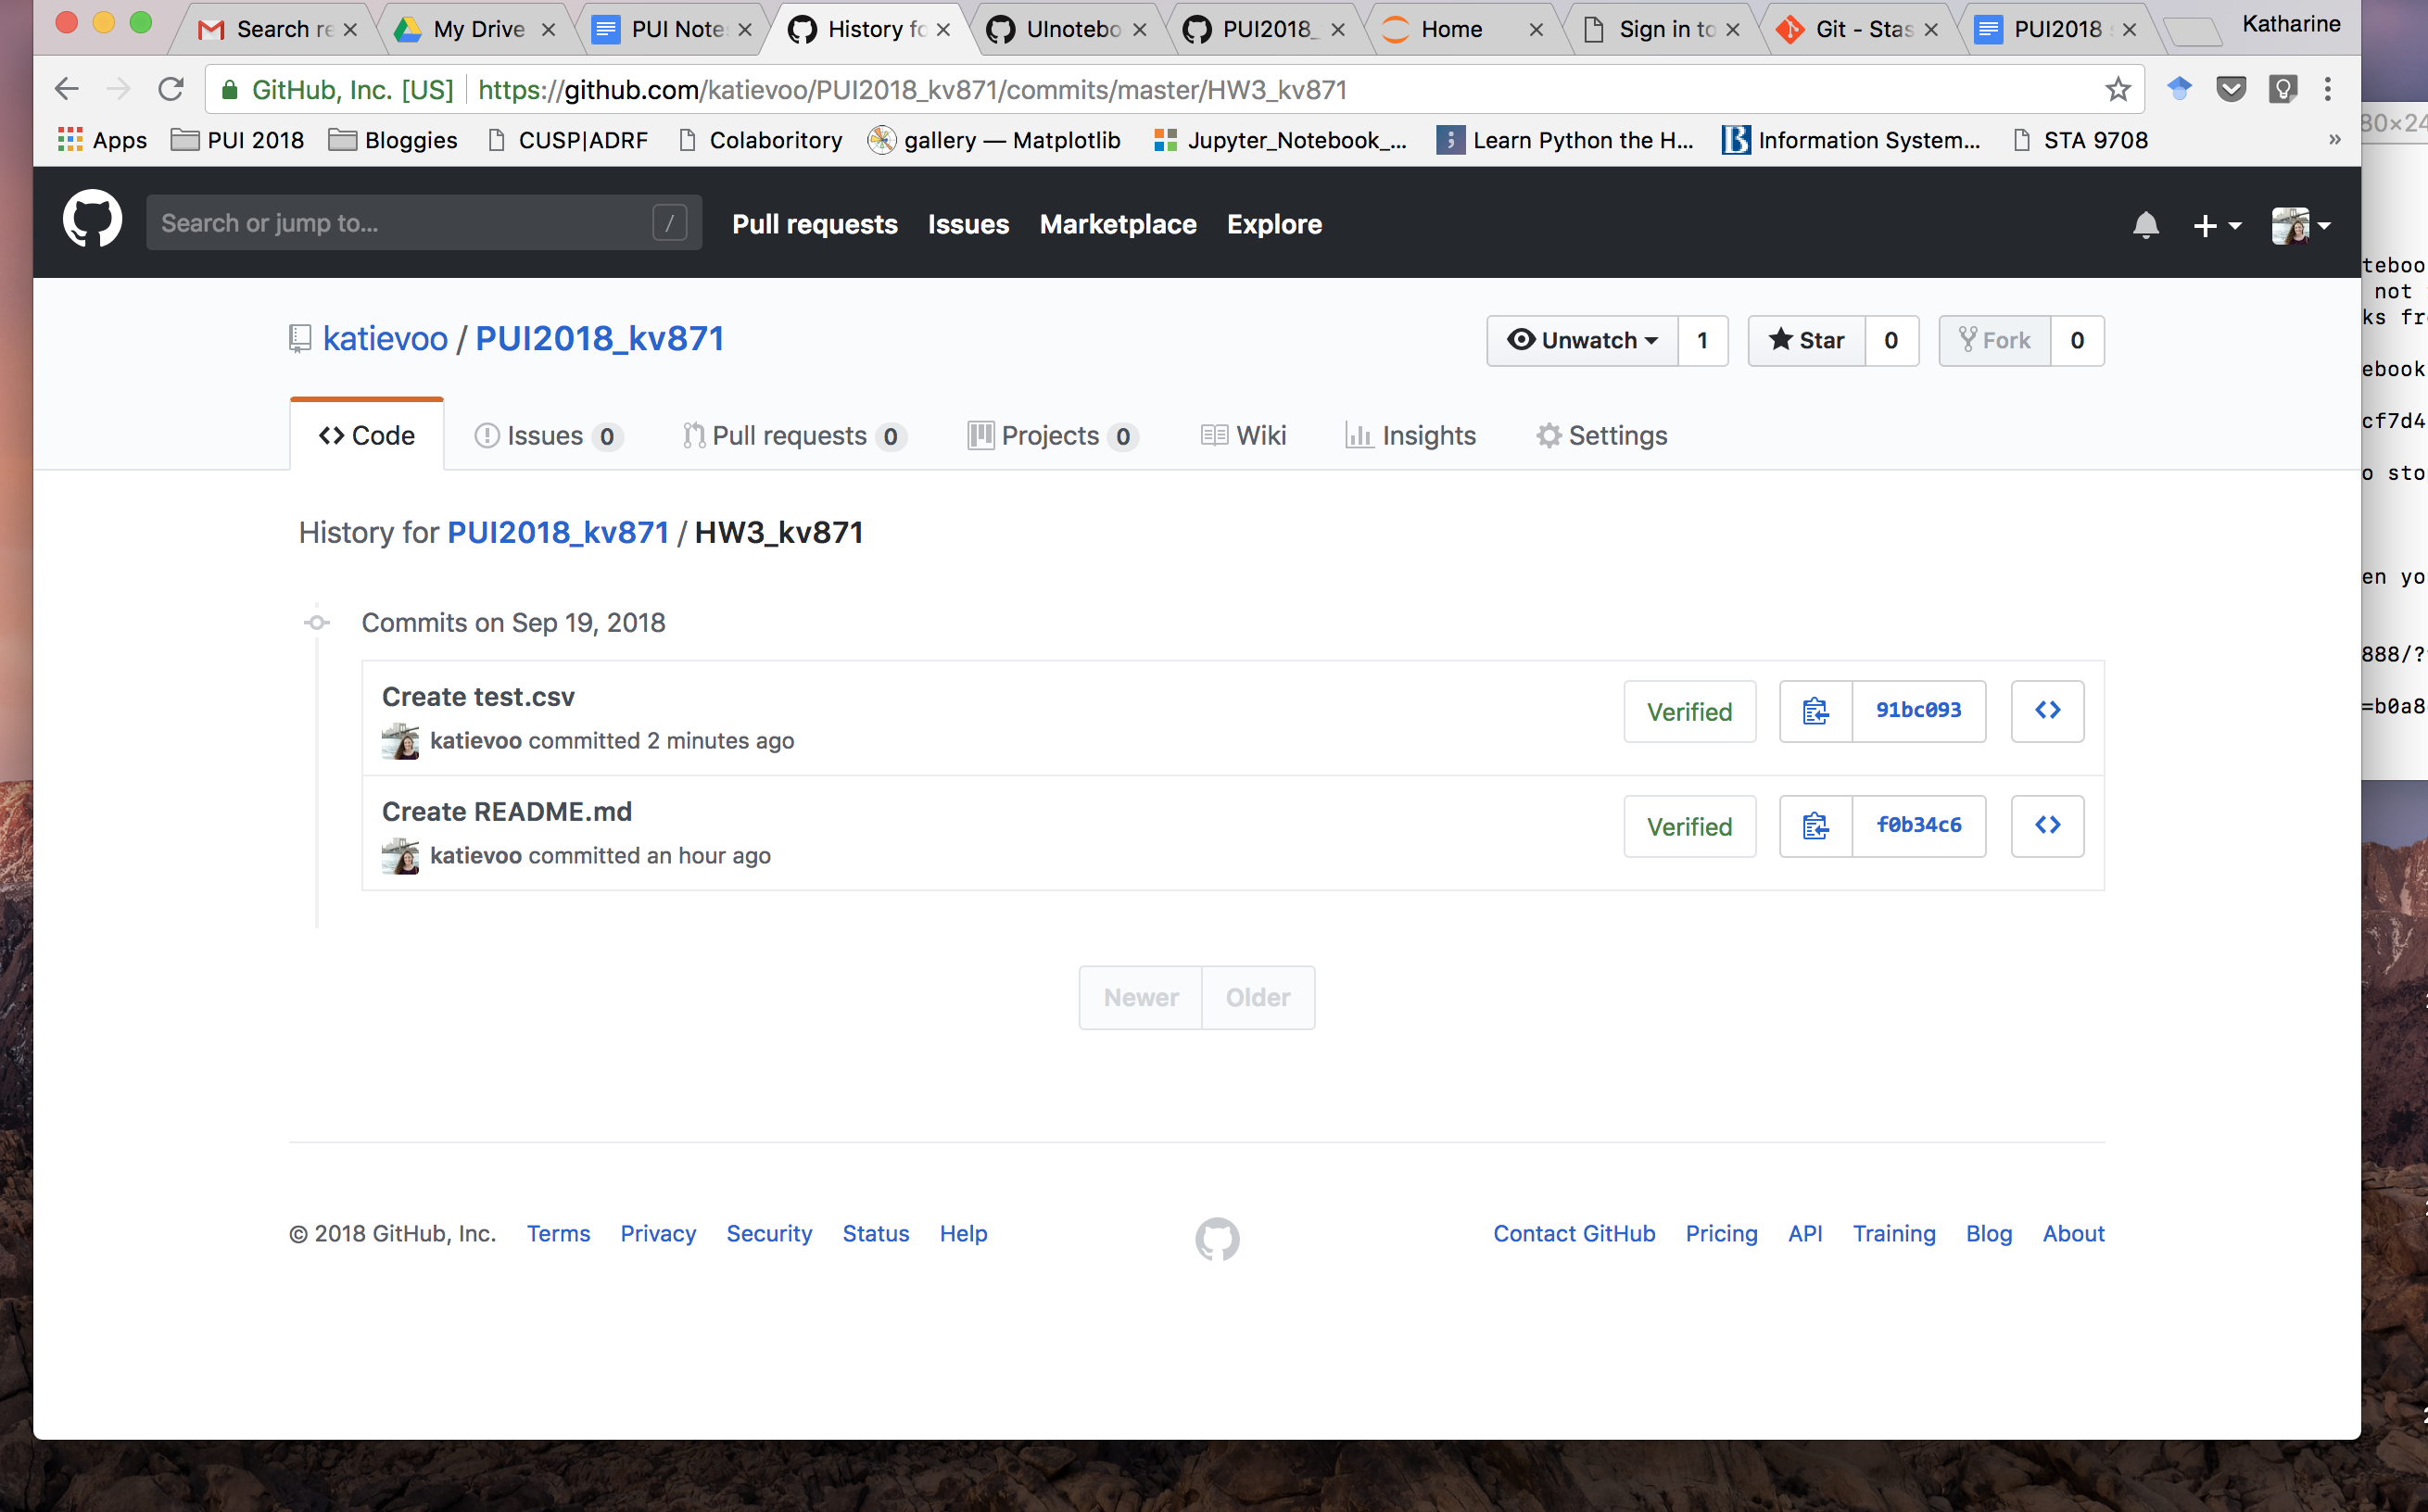 Search re
My Drive
PUI Note
History fo
UInotebo
PUI2018_
Home
Sign in to
Git - Stas
PUI2018 s
Katharine
GitHub, Inc. [US] https://github.com/katievoo/PUI2018_kv871/commits/master/HW3_kv871
Apps PUI 2018 Bloggies CUSP|ADRF Colaboritory gallery — Matplotlib Jupyter_Notebook_... Learn Python the H... Information System... STA 9708 »
80×24
Search or jump to... / Pull requests Issues Marketplace Explore
teboo
not
ks fr
ebook
cf7d4
o sto
en yo
888/?
=b0a8
katievoo / PUI2018_kv871
Unwatch 1 Star 0 Fork 0
Code Issues 0 Pull requests 0 Projects 0 Wiki Insights Settings
History for PUI2018_kv871 / HW3_kv871
Commits on Sep 19, 2018
Create test.csv
katievoo committed 2 minutes ago
Verified 91bc093
Create README.md
katievoo committed an hour ago
Verified f0b34c6
Newer Older
© 2018 GitHub, Inc. Terms Privacy Security Status Help
Contact GitHub Pricing API Training Blog About